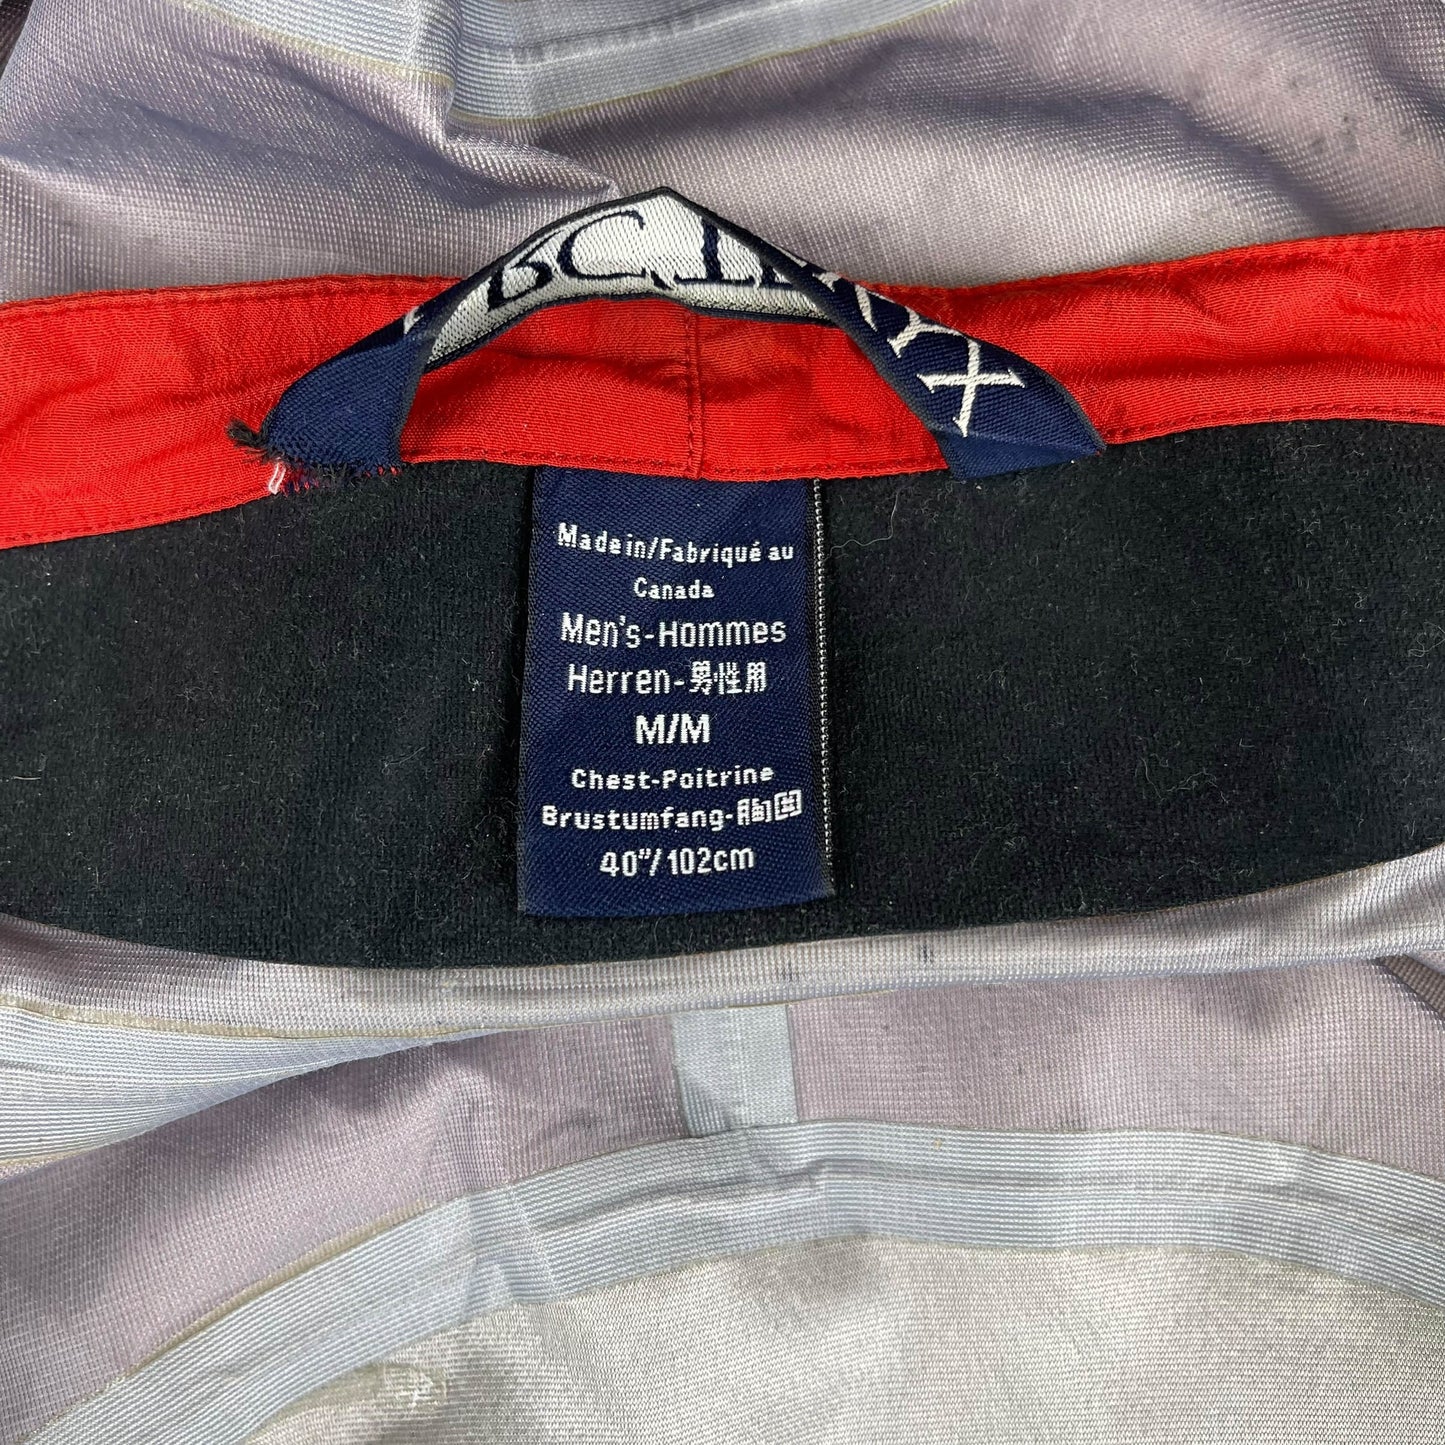 Made in/Fabriqué au
Canada
Men's-Hommes
Herren-男性用
M/M
Chest-Poitrine
Brustumfang-胸囲
40"/102cm